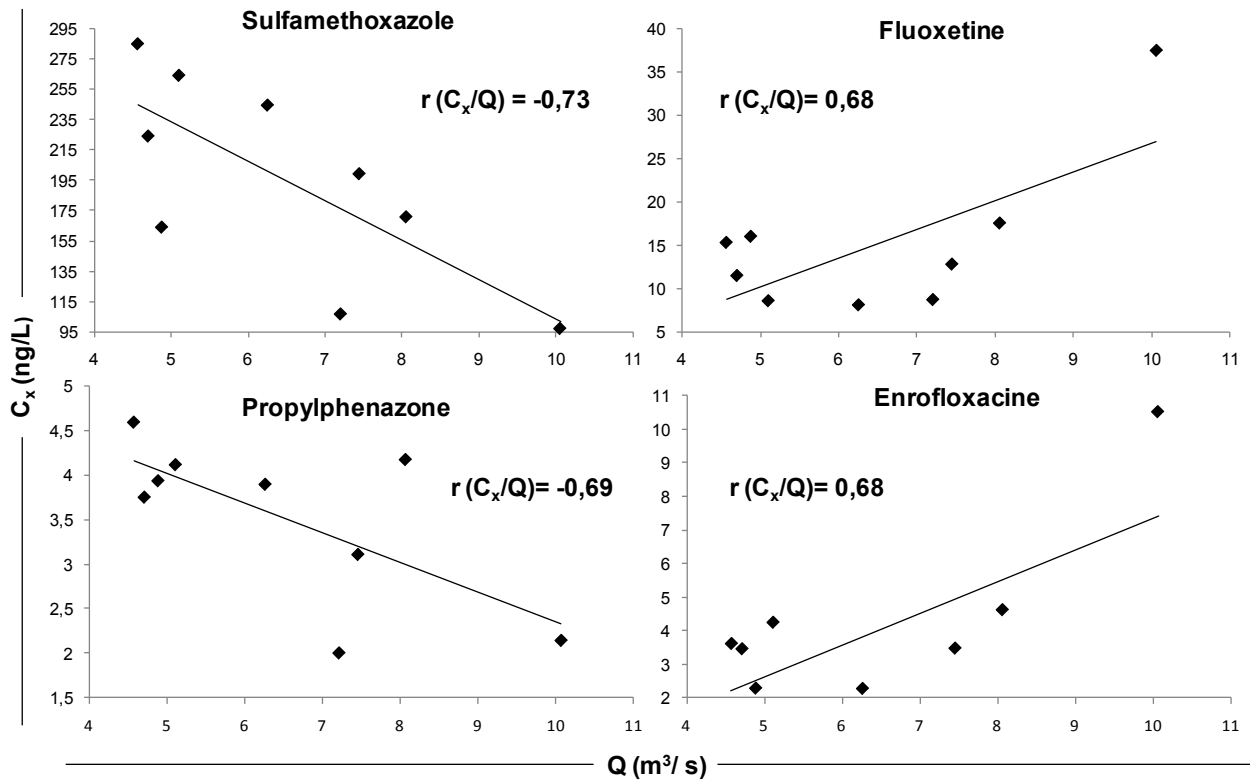 Sulfamethoxazole
r (Cx/Q) = -0,73
295
275
255
235
215
195
175
155
135
115
95
4 5 6 7 8 9 10 11
Fluoxetine
r (Cx/Q)= 0,68
40
35
30
25
20
15
10
5
4 5 6 7 8 9 10 11
Cx (ng/L)
Propylphenazone
r (Cx/Q)= -0,69
5
4,5
4
3,5
3
2,5
2
1,5
4 5 6 7 8 9 10 11
Enrofloxacine
r (Cx/Q)= 0,68
11
10
9
8
7
6
5
4
3
2
4 5 6 7 8 9 10 11
Q (m³/ s)